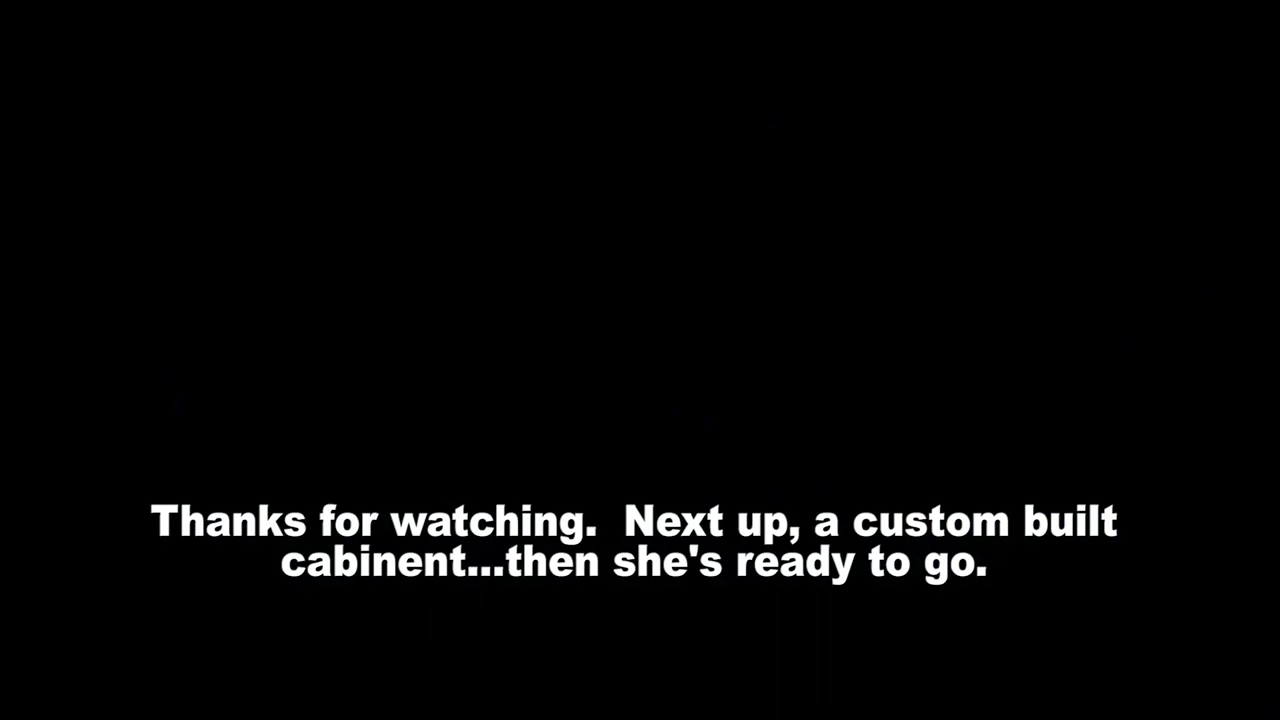 Thanks for watching.  Next up, a custom built
cabinent...then she's ready to go.